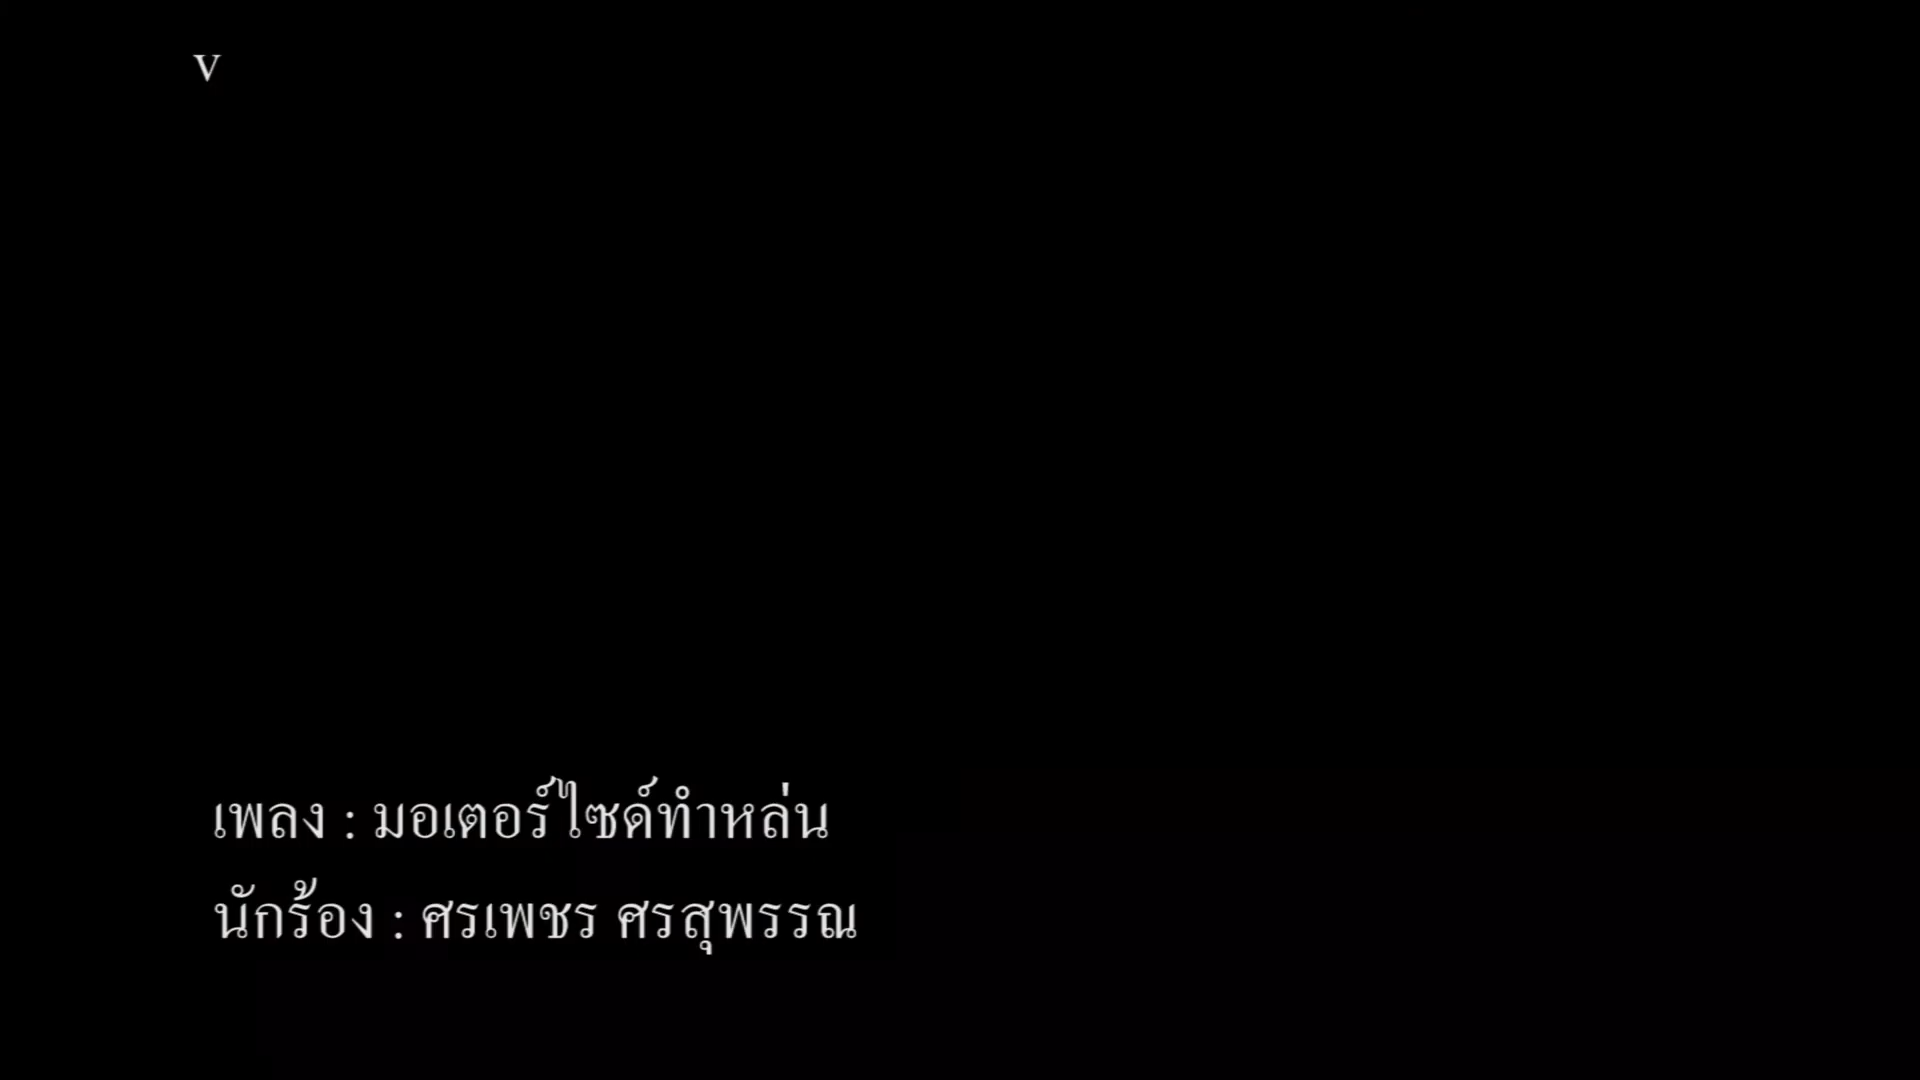 v
เพลง : มอเตอร์ไซด์ทำหล่น
นักร้อง : ศรเพชร ศรสุพรรณ